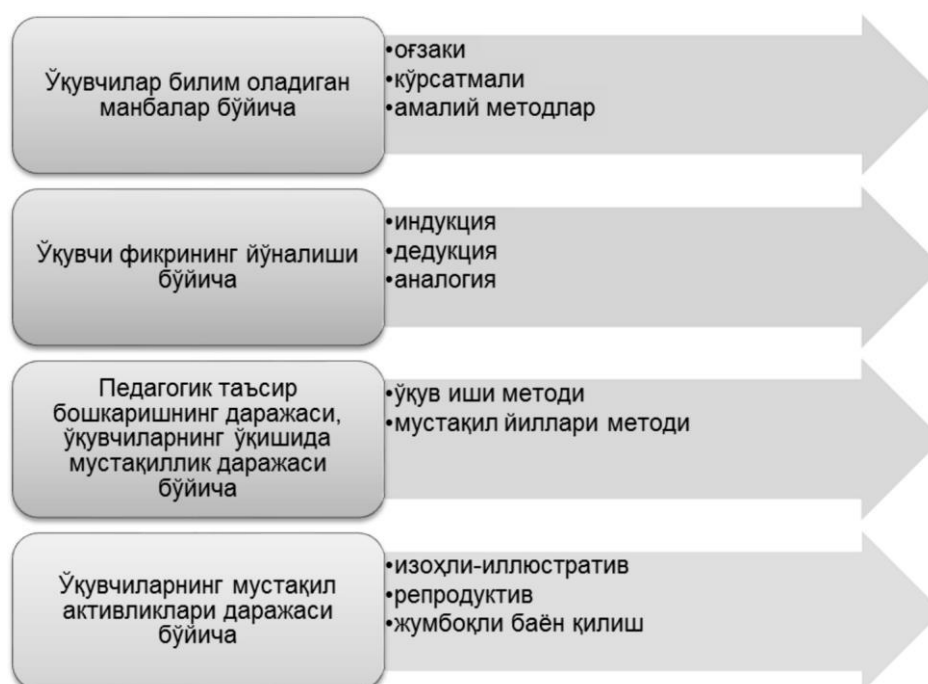 Ўқувчилар билим оладиган
манбалар бўйича
•оғзаки
•кўрсатмали
•амалий методлар
Ўқувчи фикрининг йўналиши
бўйича
•индукция
•дедукция
•аналогия
Педагогик таъсир
бошкаришнинг даражаси,
ўқувчиларнинг ўқишида
мустақиллик даражаси
бўйича
•ўқув иши методи
•мустақил йиллари методи
Ўқувчиларнинг мустақил
активликлари даражаси
бўйича
•изоҳли-иллюстратив
•репродуктив
•жумбоқли баён қилиш